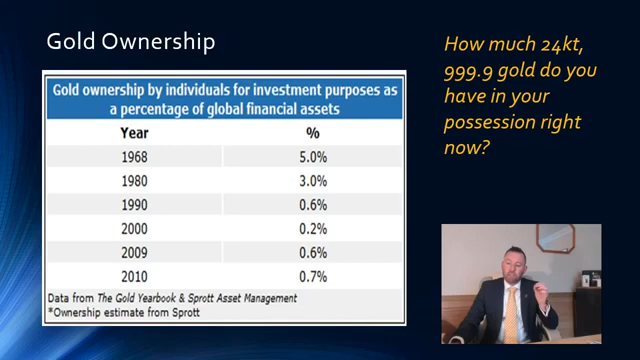 Gold Ownership
Gold ownership by individuals for investment purposes as
a percentage of global financial assets
Year %
1968 5.0%
1980 3.0%
1990 0.6%
2000 0.2%
2009 0.6%
2010 0.7%
Data from The Gold Yearbook & Sprott Asset Management
*Ownership estimate from Sprott
How much 24kt,
999.9 gold do you
have in your
possession right
now?